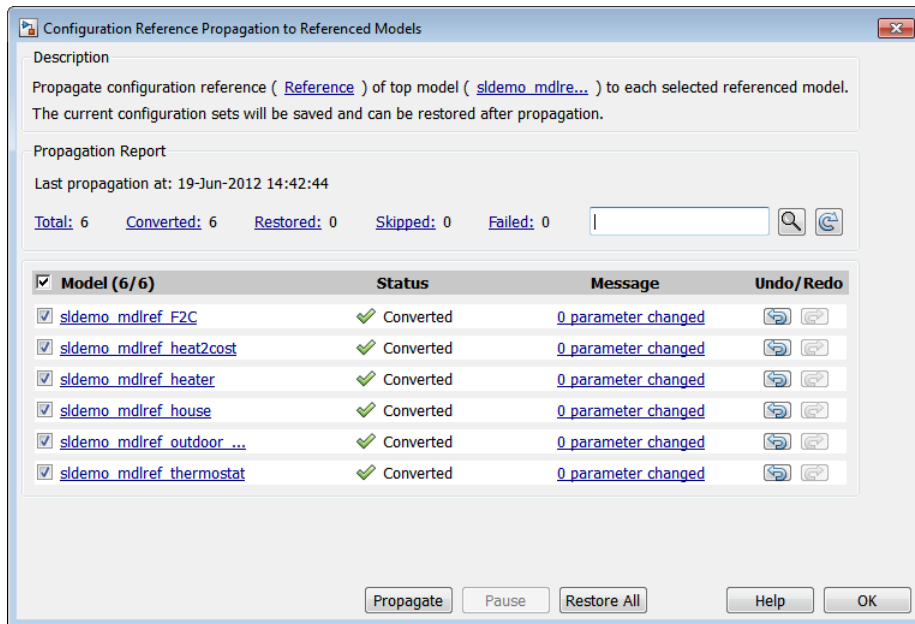 Configuration Reference Propagation to Referenced Models
Description
Propagate configuration reference ( Reference ) of top model ( sldemo_mdlre... ) to each selected referenced model.
The current configuration sets will be saved and can be restored after propagation.
Propagation Report
Last propagation at: 19-Jun-2012 14:42:44
Total: 6 Converted: 6 Restored: 0 Skipped: 0 Failed: 0
Model (6/6) Status Message Undo/Redo
sldemo_mdlref_F2C Converted 0 parameter changed
sldemo_mdlref_heat2cost Converted 0 parameter changed
sldemo_mdlref_heater Converted 0 parameter changed
sldemo_mdlref_house Converted 0 parameter changed
sldemo_mdlref_outdoor_... Converted 0 parameter changed
sldemo_mdlref_thermostat Converted 0 parameter changed
Propagate Pause Restore All Help OK